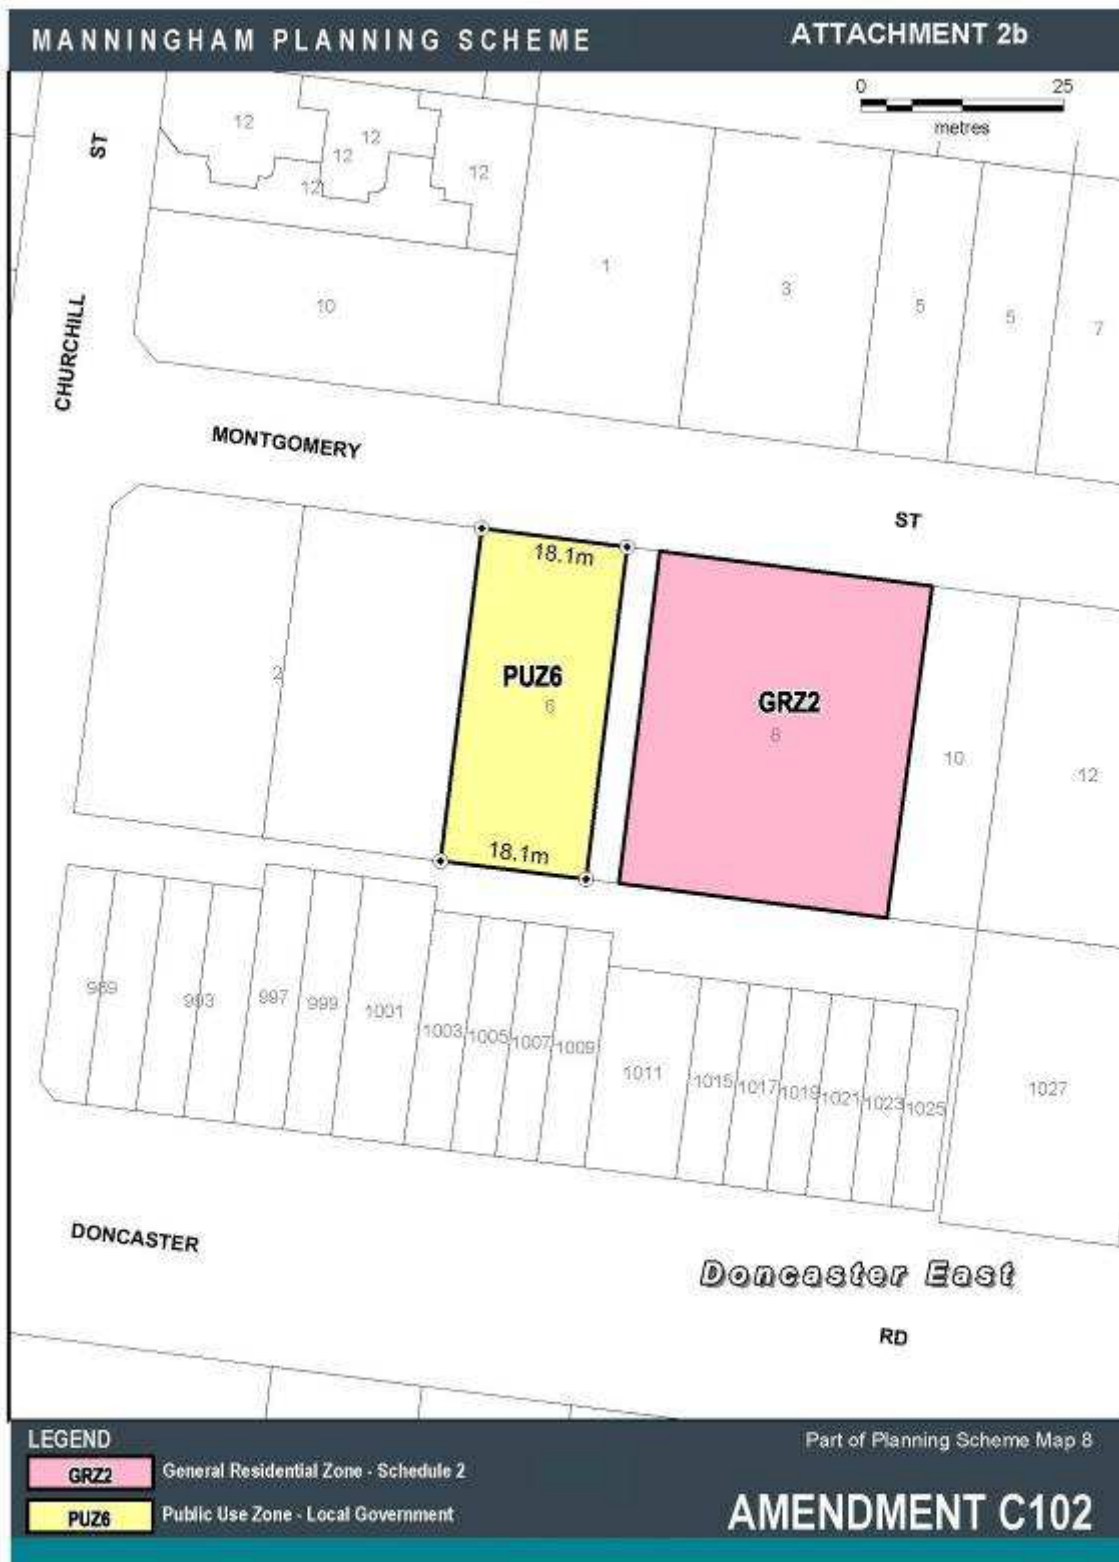 MANNINGHAM PLANNING SCHEME
ATTACHMENT 2b
0 25
metres
ST
CHURCHILL
12
12
12
12
12
10
1
3
5
5
7
MONTGOMERY
ST
18.1m
2
PUZ6
6
GRZ2
8
10
12
18.1m
989
993
997
999
1001
1003
1005
1007
1009
1011
1015
1017
1019
1021
1023
1025
1027
DONCASTER
Doncaster East
RD
LEGEND
GRZ2 General Residential Zone - Schedule 2
PUZ6 Public Use Zone - Local Government
Part of Planning Scheme Map 8
AMENDMENT C102